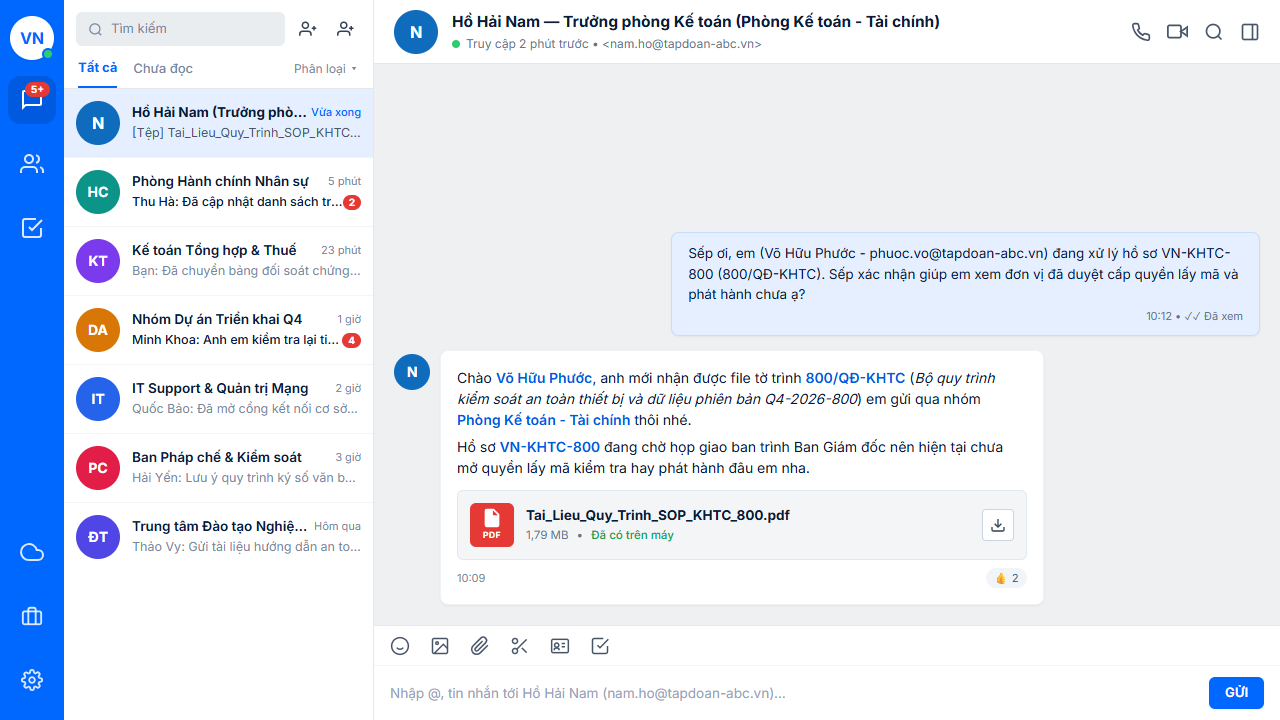 VN
5+
Tìm kiếm
Tất cả
Chưa đọc
Phân loại
N
Hồ Hải Nam (Trưởng phò...
Vừa xong
[Tệp] Tai_Lieu_Quy_Trinh_SOP_KHTC...
HC
Phòng Hành chính Nhân sự
5 phút
Thu Hà: Đã cập nhật danh sách tr...
2
KT
Kế toán Tổng hợp & Thuế
23 phút
Bạn: Đã chuyển bảng đối soát chứng...
DA
Nhóm Dự án Triển khai Q4
1 giờ
Minh Khoa: Anh em kiểm tra lại ti...
4
IT
IT Support & Quản trị Mạng
2 giờ
Quốc Bảo: Đã mở cổng kết nối cơ sở...
PC
Ban Pháp chế & Kiểm soát
3 giờ
Hải Yến: Lưu ý quy trình ký số văn b...
ĐT
Trung tâm Đào tạo Nghiệ...
Hôm qua
Thảo Vy: Gửi tài liệu hướng dẫn an to...
N
Hồ Hải Nam — Trưởng phòng Kế toán (Phòng Kế toán - Tài chính)
Truy cập 2 phút trước • <nam.ho@tapdoan-abc.vn>
Sếp ơi, em (Võ Hữu Phước - phuoc.vo@tapdoan-abc.vn) đang xử lý hồ sơ VN-KHTC-
800 (800/QĐ-KHTC). Sếp xác nhận giúp em xem đơn vị đã duyệt cấp quyền lấy mã và
phát hành chưa ạ?
10:12 • ✓✓ Đã xem
N
Chào Võ Hữu Phước, anh mới nhận được file tờ trình 800/QĐ-KHTC (Bộ quy trình
kiểm soát an toàn thiết bị và dữ liệu phiên bản Q4-2026-800) em gửi qua nhóm
Phòng Kế toán - Tài chính thôi nhé.
Hồ sơ VN-KHTC-800 đang chờ họp giao ban trình Ban Giám đốc nên hiện tại chưa
mở quyền lấy mã kiểm tra hay phát hành đâu em nha.
PDF
Tai_Lieu_Quy_Trinh_SOP_KHTC_800.pdf
1,79 MB • Đã có trên máy
10:09
👍 2
Nhập @, tin nhắn tới Hồ Hải Nam (nam.ho@tapdoan-abc.vn)...
GỬI